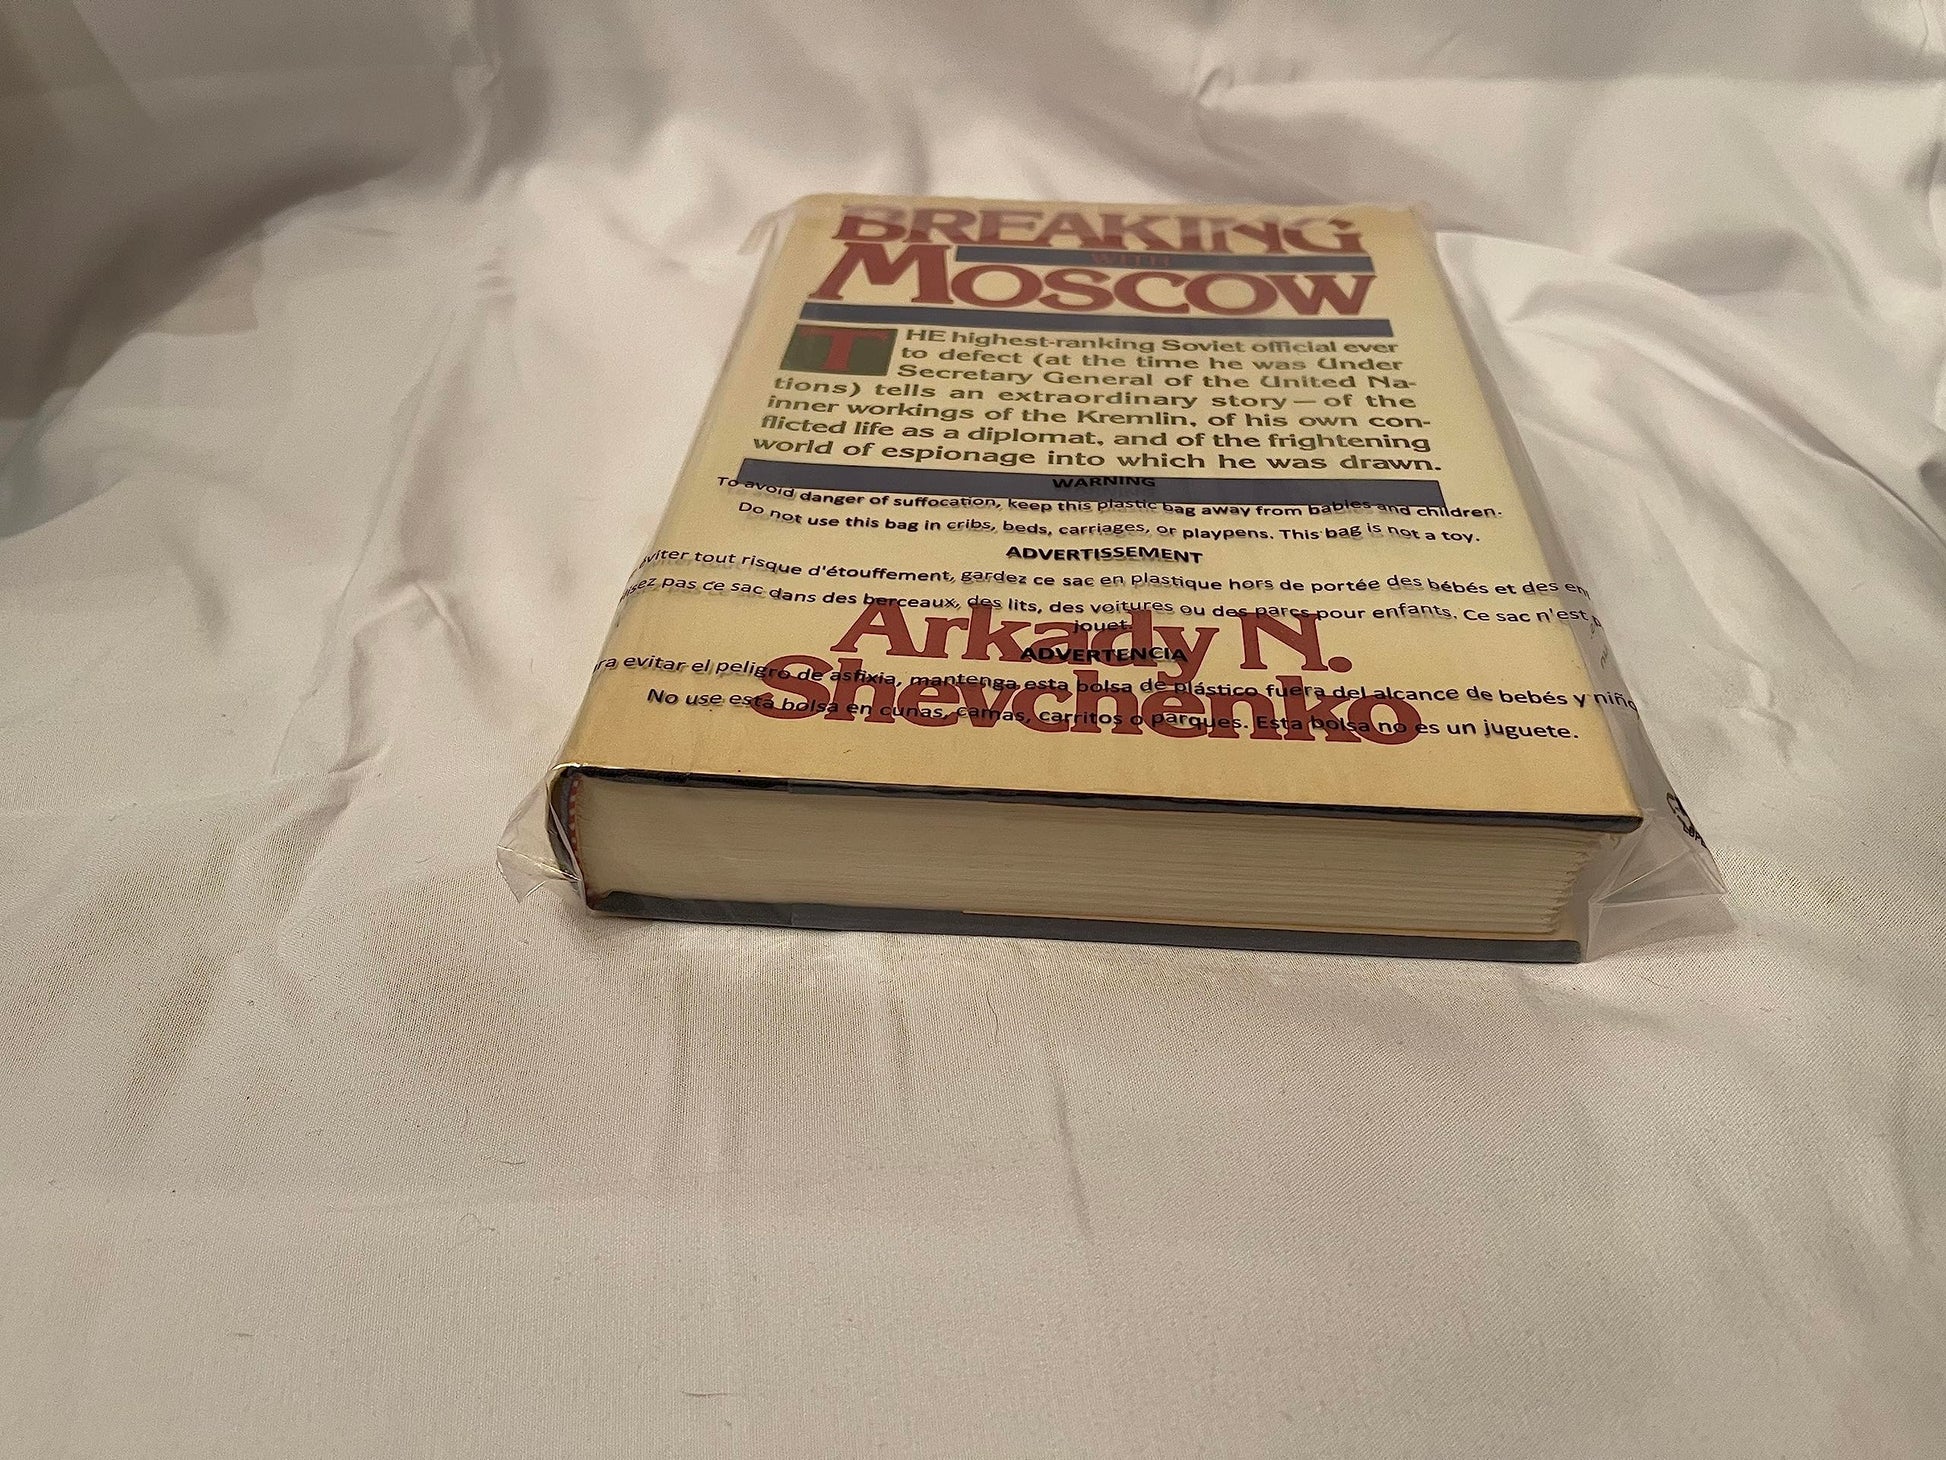 BREAKING
WITH
MOSCOW
THE highest-ranking Soviet official ever
to defect (at the time he was Under
Secretary General of the United Na-
tions) tells an extraordinary story—of the
inner workings of the Kremlin, of his own con-
flicted life as a diplomat, and of the frightening
world of espionage into which he was drawn.
WARNING
To avoid danger of suffocation, keep this plastic bag away from babies and children.
Do not use this bag in cribs, beds, carriages, or playpens. This bag is not a toy.
ADVERTISSEMENT
tout risque d'étouffement, gardez ce sac en plastique hors de portée des bébés et des
pas ce sac dans des berceaux, des lits, des voitures ou des parcs pour enfants. Ce sac n'est
jouet.
Arkady N.
ADVERTENCIA
evitar el peligro de asfixia, mantenga esta bolsa de plástico fuera del alcance de bebés y
Shevchenko
No use esta bolsa en cunas, camas, carritos o parques. Esta bolsa no es un juguete.